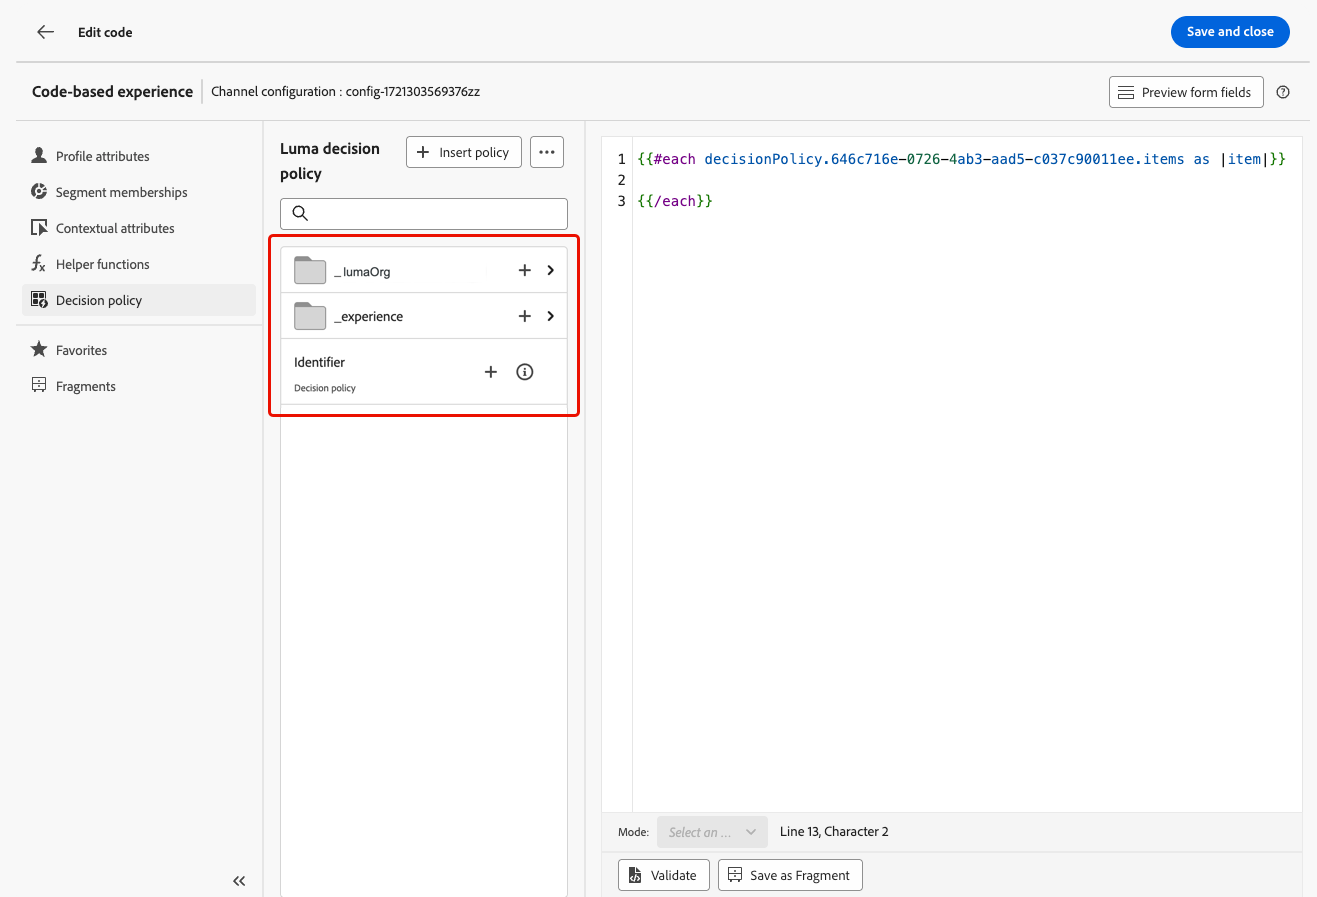 Edit code
Save and close
Code-based experience
Channel configuration : config-1721303569376zz
Preview form fields
Profile attributes
Segment memberships
Contextual attributes
Helper functions
Decision policy
Favorites
Fragments
Luma decision
policy
Insert policy
_lumaOrg
_experience
Identifier
Decision policy
1 {{#each decisionPolicy.646c716e-0726-4ab3-aad5-c037c90011ee.items as |item|}}
2
3 {{/each}}
Mode: Select an ... Line 13, Character 2
Validate
Save as Fragment